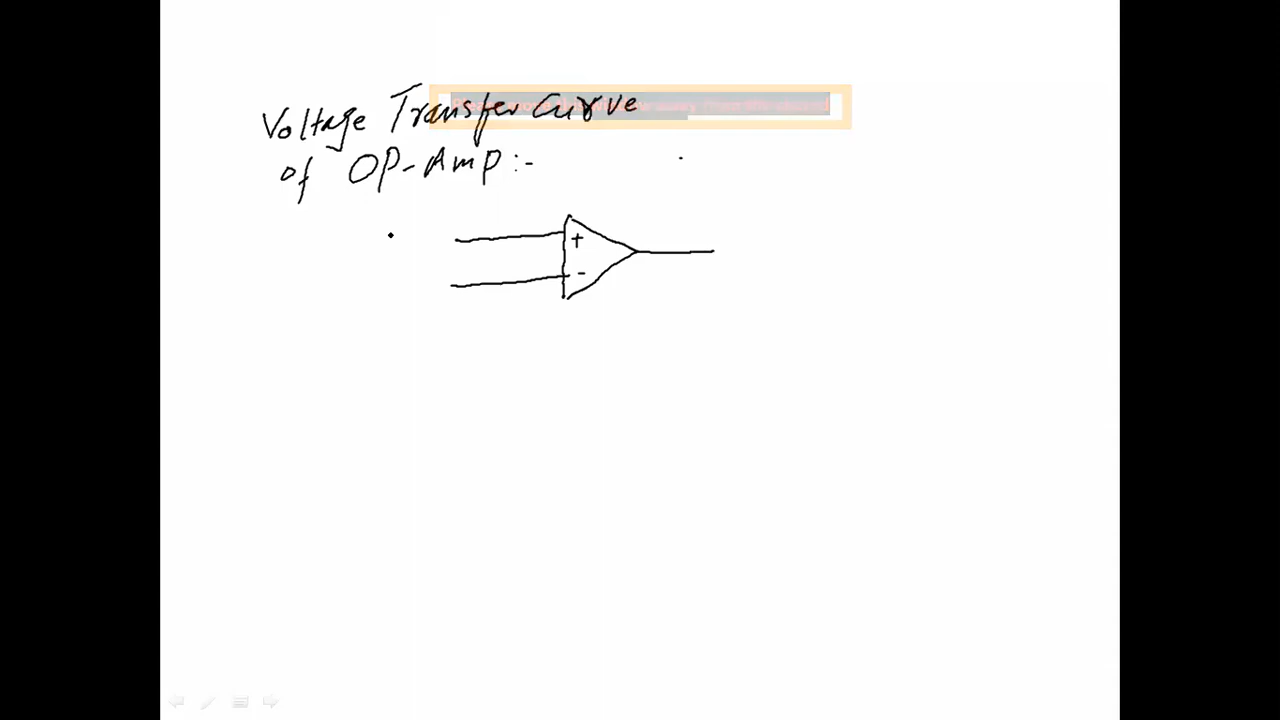 Voltage Transfer Curve
of OP-Amp :-
+
-